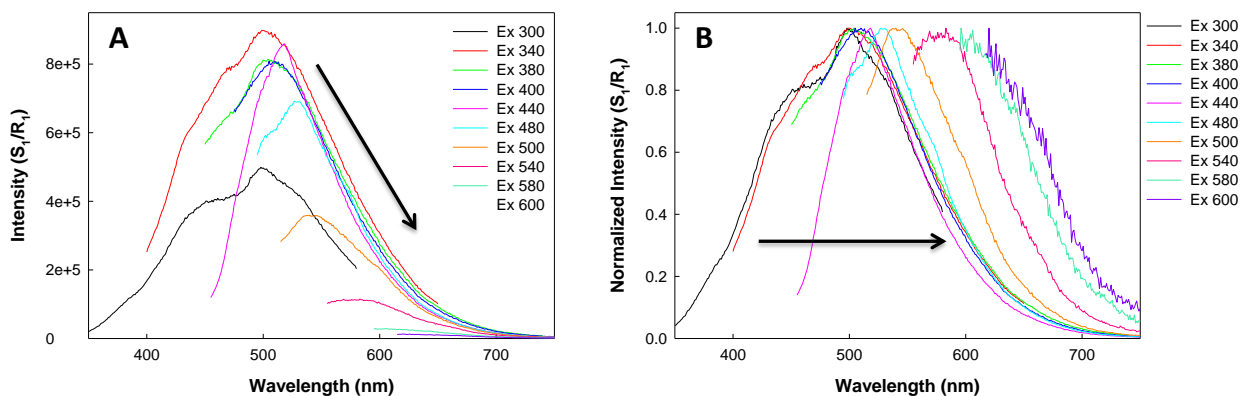 A
Intensity (S₁/R₁)
8e+5
6e+5
4e+5
2e+5
0
400
500
600
700
Wavelength (nm)
Ex 300
Ex 340
Ex 380
Ex 400
Ex 440
Ex 480
Ex 500
Ex 540
Ex 580
Ex 600
B
Normalized Intensity (S₁/R₁)
1.0
0.8
0.6
0.4
0.2
0.0
400
500
600
700
Wavelength (nm)
Ex 300
Ex 340
Ex 380
Ex 400
Ex 440
Ex 480
Ex 500
Ex 540
Ex 580
Ex 600